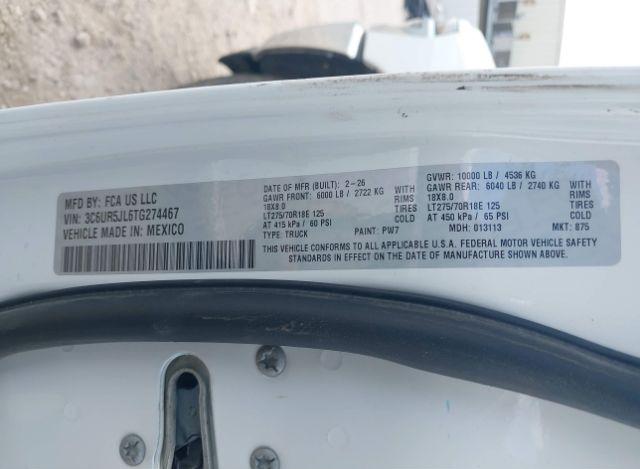 MFD BY: FCA US LLC
VIN: 3C6UR5JL6TG274467
VEHICLE MADE IN: MEXICO
DATE OF MFR (BUILT): 2-26
GAWR FRONT: 6000 LB / 2722 KG WITH
18X8.0 RIMS
LT275/70R18E 125 TIRES
AT 415 kPa / 60 PSI COLD
TYPE: TRUCK PAINT: PW7
GVWR: 10000 LB / 4536 KG
GAWR REAR: 6040 LB / 2740 KG WITH
18X8.0 RIMS
LT275/70R18E 125 TIRES
AT 450 kPa / 65 PSI COLD
MDH: 013113 MKT: 875
THIS VEHICLE CONFORMS TO ALL APPLICABLE U.S.A. FEDERAL MOTOR VEHICLE SAFETY
STANDARDS IN EFFECT ON THE DATE OF MANUFACTURE SHOWN ABOVE.